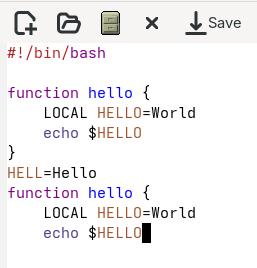 Save
#!/bin/bash
function hello {
    LOCAL HELLO=World
    echo $HELLO
}
HELL=Hello
function hello {
    LOCAL HELLO=World
    echo $HELLO